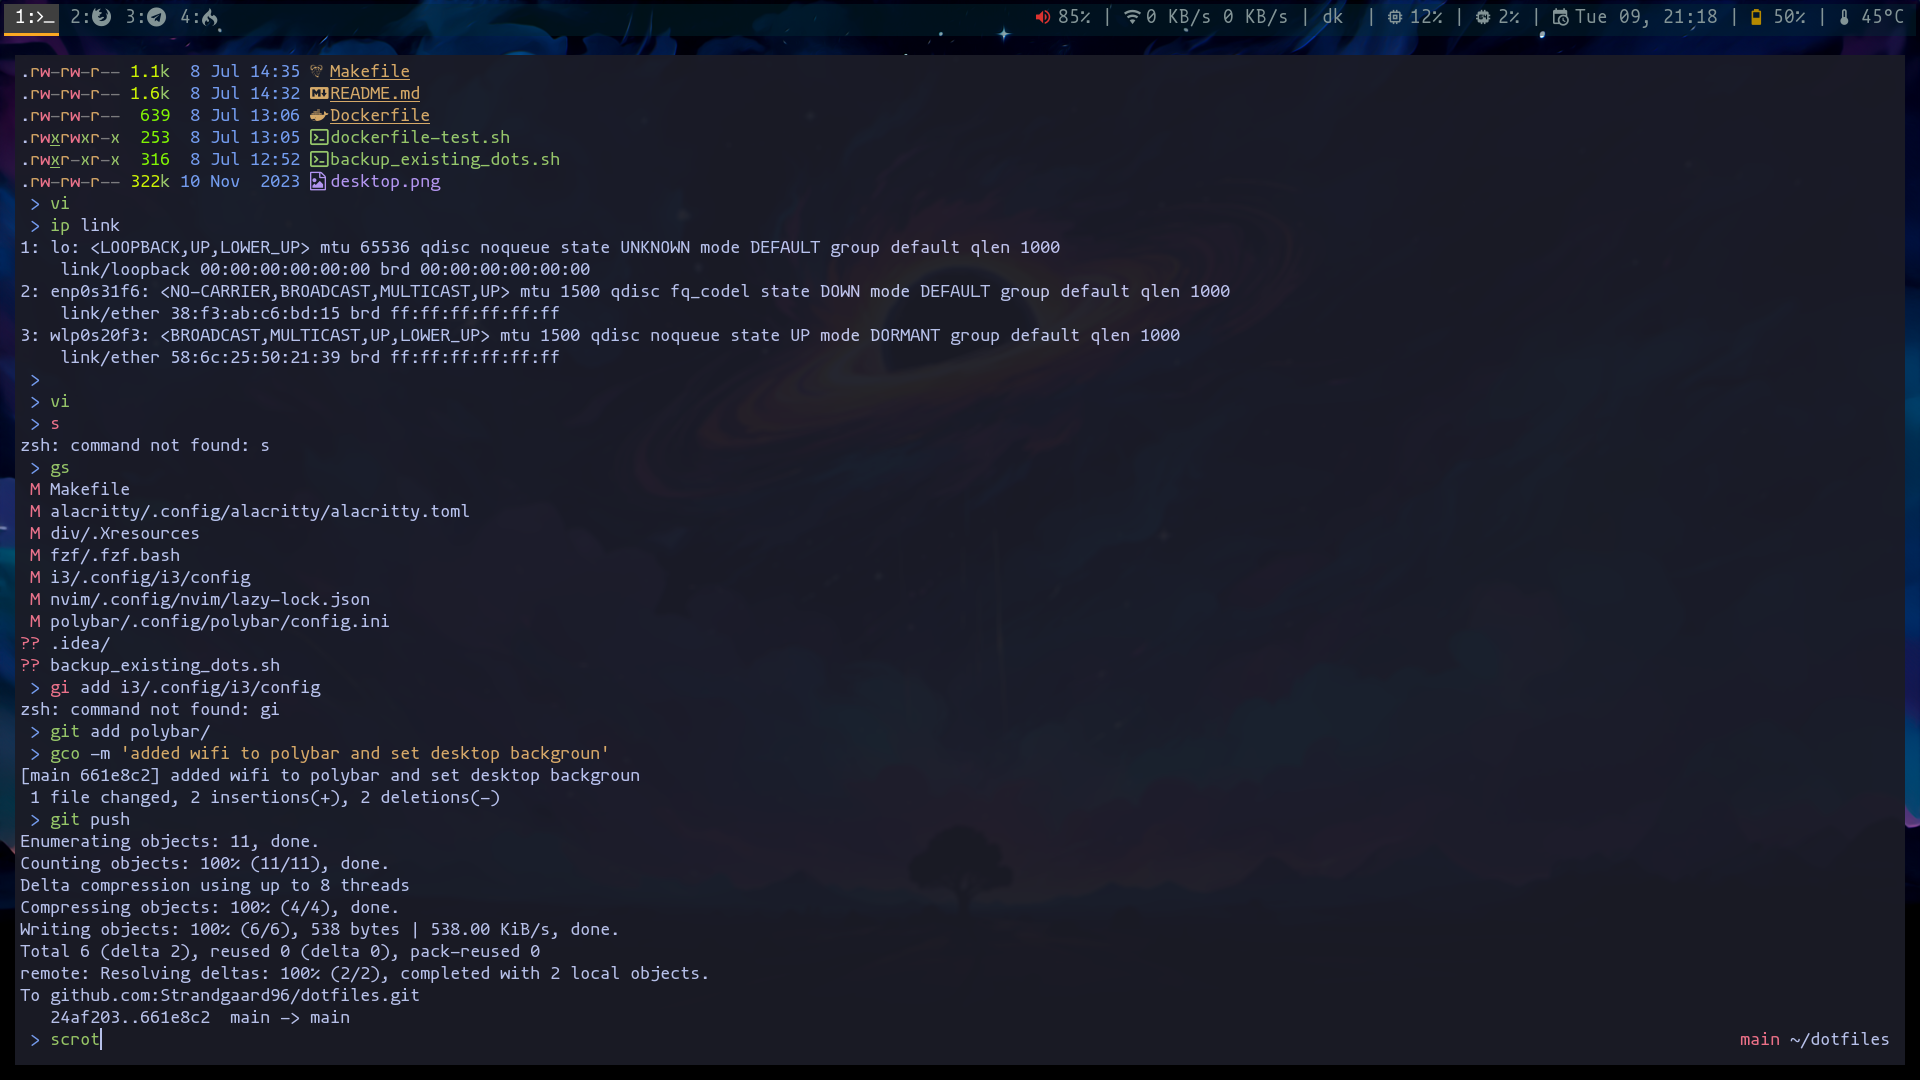 1: 2: 3: 4: 85% | 0 KB/s 0 KB/s | dk | 12% | 2% | Tue 09, 21:18 | 50% | 45°C
.rw-rw-r-- 1.1k 8 Jul 14:35 Makefile
.rw-rw-r-- 1.6k 8 Jul 14:32 README.md
.rw-rw-r-- 639 8 Jul 13:06 Dockerfile
.rwxrwxr-x 253 8 Jul 13:05 dockerfile-test.sh
.rwxr-xr-x 316 8 Jul 12:52 backup_existing_dots.sh
.rw-rw-r-- 322k 10 Nov 2023 desktop.png
> vi
> ip link
1: lo: <LOOPBACK,UP,LOWER_UP> mtu 65536 qdisc noqueue state UNKNOWN mode DEFAULT group default qlen 1000
link/loopback 00:00:00:00:00:00 brd 00:00:00:00:00:00
2: enp0s31f6: <NO-CARRIER,BROADCAST,MULTICAST,UP> mtu 1500 qdisc fq_codel state DOWN mode DEFAULT group default qlen 1000
link/ether 38:f3:ab:c6:bd:15 brd ff:ff:ff:ff:ff:ff
3: wlp0s20f3: <BROADCAST,MULTICAST,UP,LOWER_UP> mtu 1500 qdisc noqueue state UP mode DORMANT group default qlen 1000
link/ether 58:6c:25:50:21:39 brd ff:ff:ff:ff:ff:ff
>
> vi
> s
zsh: command not found: s
> gs
M Makefile
M alacritty/.config/alacritty/alacritty.toml
M div/.Xresources
M fzf/.fzf.bash
M i3/.config/i3/config
M nvim/.config/nvim/lazy-lock.json
M polybar/.config/polybar/config.ini
?? .idea/
?? backup_existing_dots.sh
> gi add i3/.config/i3/config
zsh: command not found: gi
> git add polybar/
> gco -m 'added wifi to polybar and set desktop backgroun'
[main 661e8c2] added wifi to polybar and set desktop backgroun
1 file changed, 2 insertions(+), 2 deletions(-)
> git push
Enumerating objects: 11, done.
Counting objects: 100% (11/11), done.
Delta compression using up to 8 threads
Compressing objects: 100% (4/4), done.
Writing objects: 100% (6/6), 538 bytes | 538.00 KiB/s, done.
Total 6 (delta 2), reused 0 (delta 0), pack-reused 0
remote: Resolving deltas: 100% (2/2), completed with 2 local objects.
To github.com:Strandgaard96/dotfiles.git
24af203..661e8c2 main -> main
> scrot main ~/dotfiles